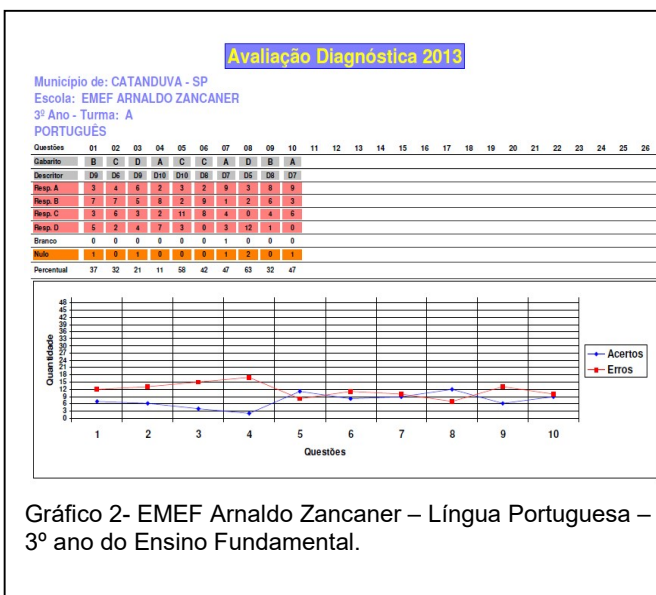 Avaliação Diagnóstica 2013
Município de: CATANDUVA - SP
Escola: EMEF ARNALDO ZANCANER
3º Ano - Turma: A
PORTUGUÊS
Questões 01 02 03 04 05 06 07 08 09 10 11 12 13 14 15 16 17 18 19 20 21 22 23 24 25 26
Gabarito B C D A C C A D B A
Descritor D9 D6 D9 D10 D10 D8 D7 D5 D8 D7
Resp. A 3 4 6 2 3 2 9 3 8 9
Resp. B 7 7 5 8 2 9 1 2 6 3
Resp. C 3 6 3 2 11 8 4 0 4 6
Resp. D 5 2 4 7 3 0 3 12 1 0
Branco 0 0 0 0 0 0 1 0 0 0
Nulo 1 0 1 0 0 0 1 2 0 1
Percentual 37 32 21 11 58 42 47 63 32 47
Quantidade
48
45
42
39
36
33
30
27
24
21
18
15
12
9
6
3
0
Acertos
Erros
1 2 3 4 5 6 7 8 9 10
Questões
Gráfico 2- EMEF Arnaldo Zancaner – Língua Portuguesa –
3º ano do Ensino Fundamental.